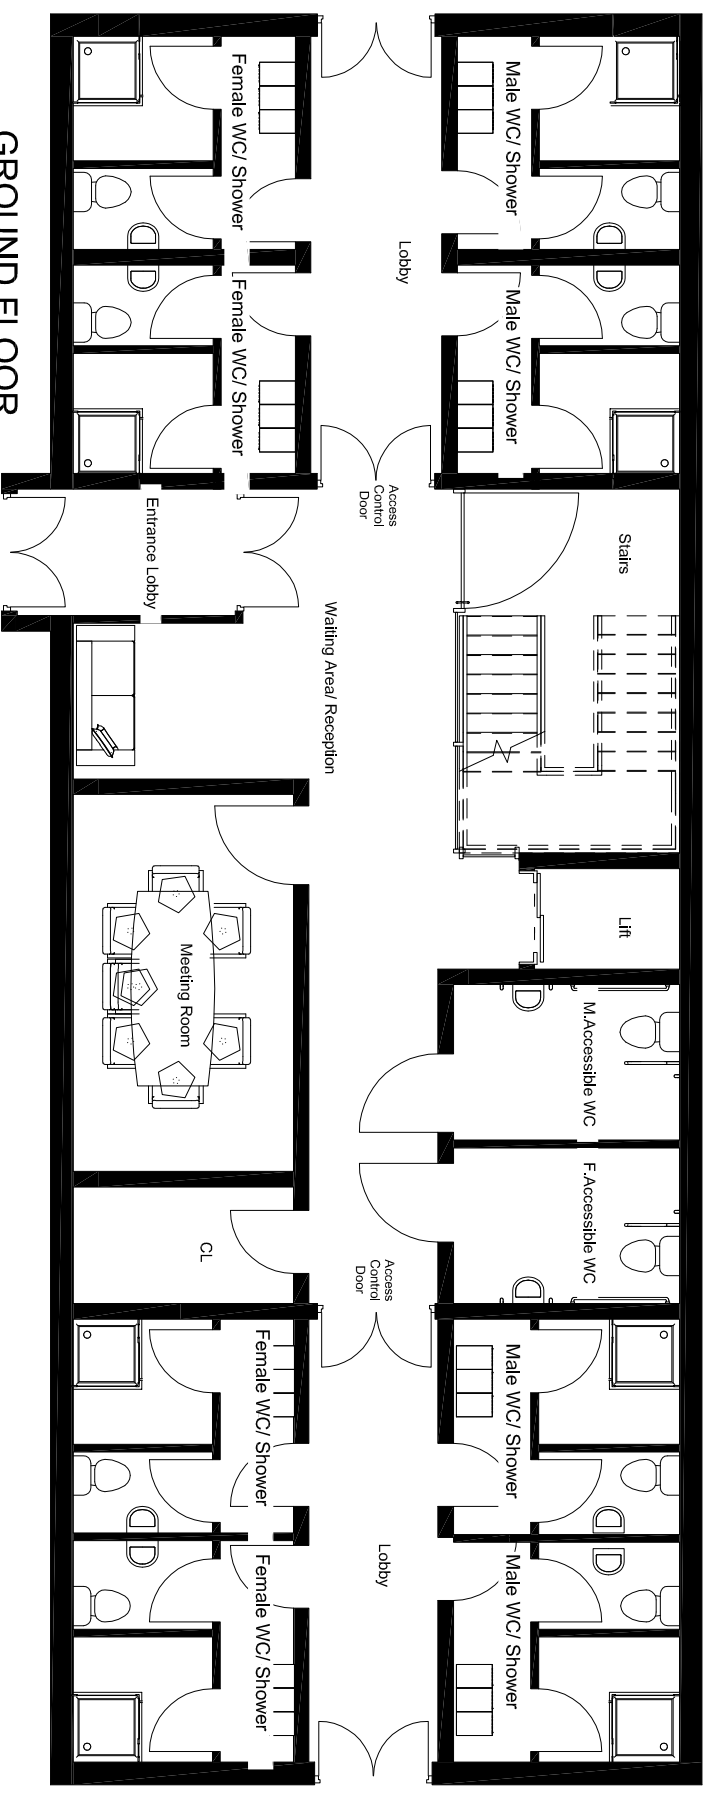 GROUND FLOOR
Female WC/ Shower
Male WC/ Shower
Lobby
Female WC/ Shower
Male WC/ Shower
Access
Control
Door
Entrance Lobby
Stairs
Waiting Area/ Reception
Lift
Meeting Room
M.Accessible WC
F.Accessible WC
CL
Access
Control
Door
Female WC/ Shower
Male WC/ Shower
Lobby
Female WC/ Shower
Male WC/ Shower